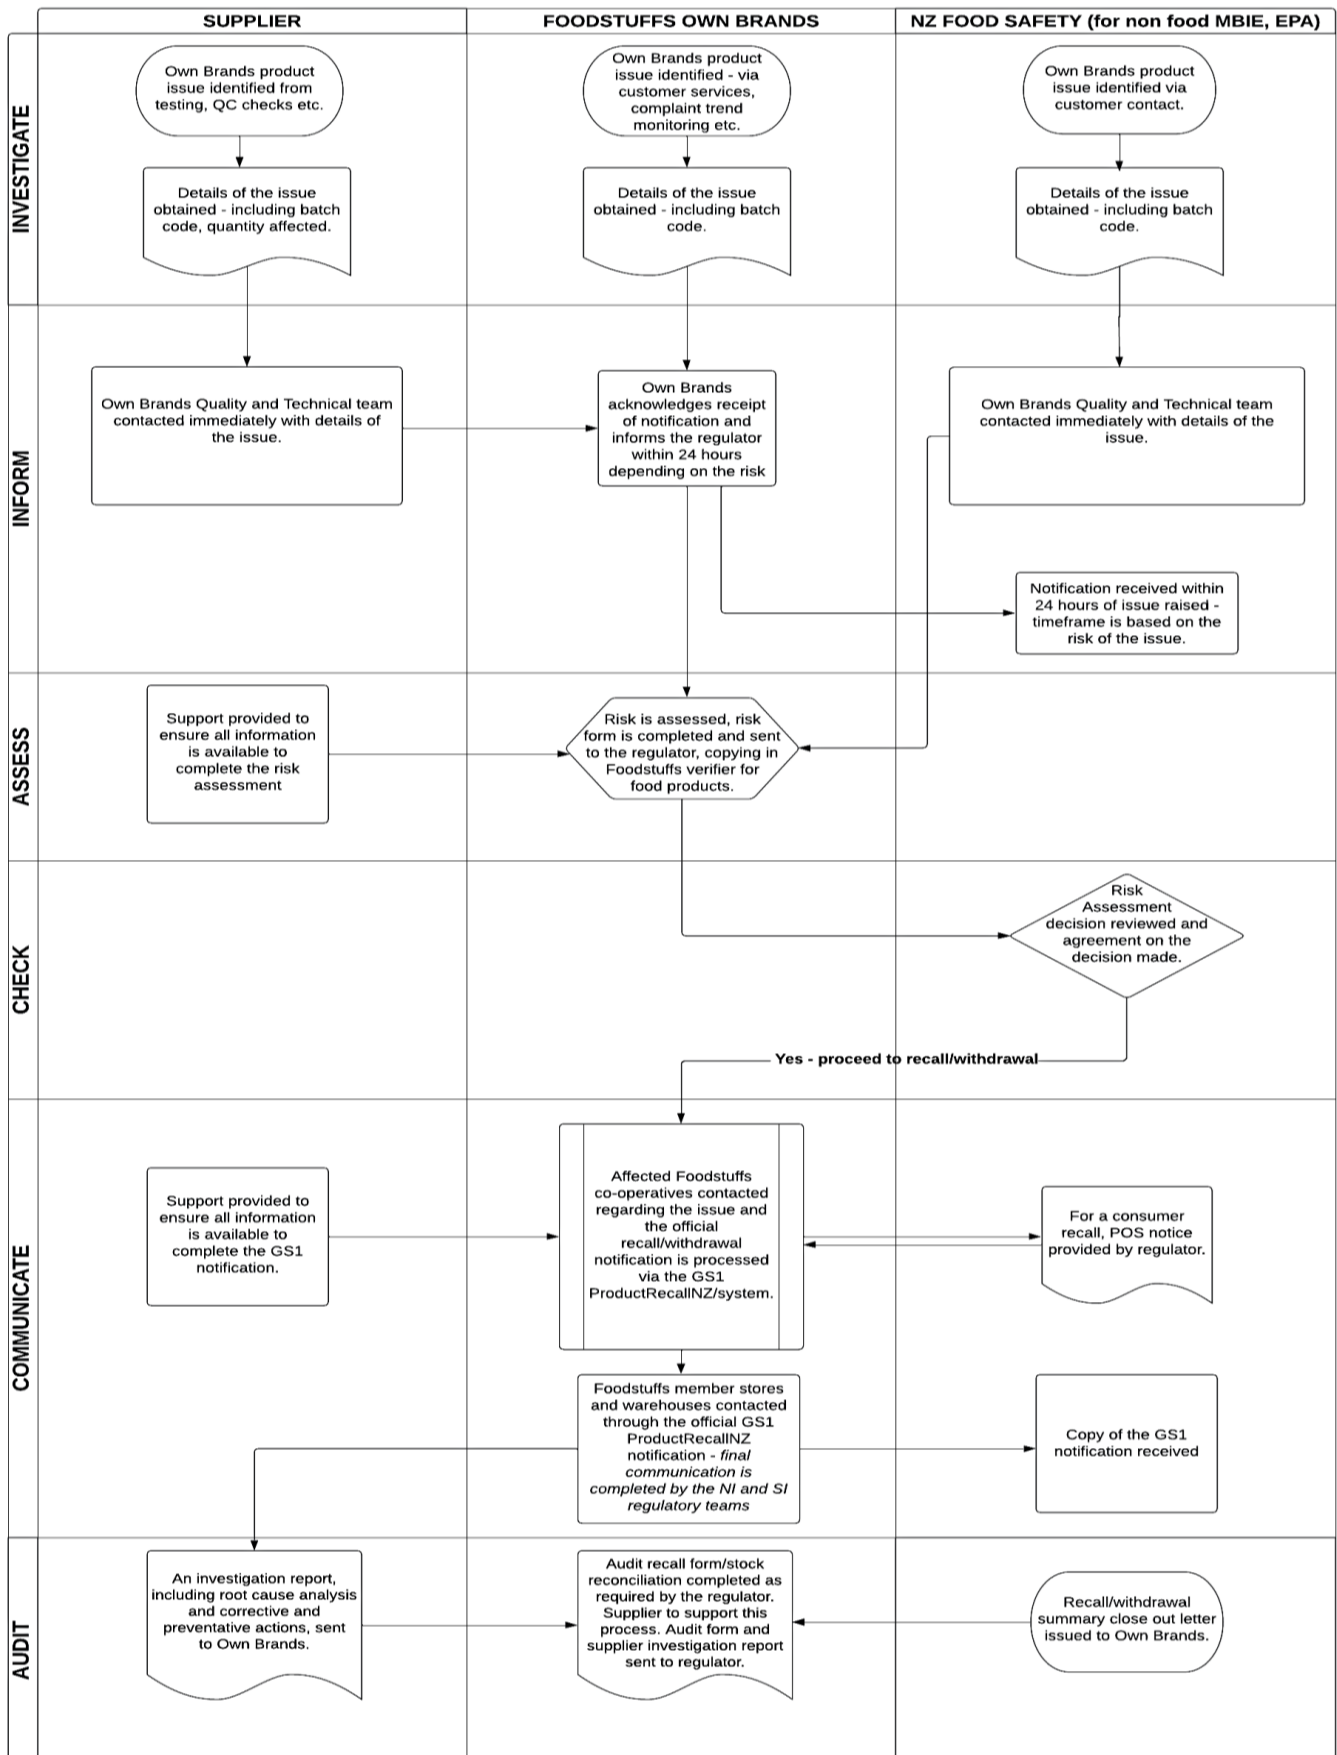 SUPPLIER
FOODSTUFFS OWN BRANDS
NZ FOOD SAFETY (for non food MBIE, EPA)
INVESTIGATE
Own Brands product
issue identified from
testing, QC checks etc.
Own Brands product
issue identified - via
customer services,
complaint trend
monitoring etc.
Own Brands product
issue identified via
customer contact.
Details of the issue
obtained - including batch
code, quantity affected.
Details of the issue
obtained - including batch
code.
Details of the issue
obtained - including batch
code.
INFORM
Own Brands Quality and Technical team
contacted immediately with details of
the issue.
Own Brands
acknowledges receipt
of notification and
informs the regulator
within 24 hours
depending on the risk
Own Brands Quality and Technical team
contacted immediately with details of the
issue.
Notification received within
24 hours of issue raised -
timeframe is based on the
risk of the issue.
ASSESS
Support provided to
ensure all information
is available to
complete the risk
assessment
Risk is assessed, risk
form is completed and sent
to the regulator, copying in
Foodstuffs verifier for
food products.
CHECK
Risk
Assessment
decision reviewed and
agreement on the
decision made.
Yes - proceed to recall/withdrawal
COMMUNICATE
Support provided to
ensure all information
is available to
complete the GS1
notification.
Affected Foodstuffs
co-operatives contacted
regarding the issue and
the official
recall/withdrawal
notification is processed
via the GS1
ProductRecallNZ/system.
For a consumer
recall, POS notice
provided by regulator.
Foodstuffs member stores
and warehouses contacted
through the official GS1
ProductRecallNZ
notification - final
communication is
completed by the NI and SI
regulatory teams
Copy of the GS1
notification received
AUDIT
An investigation report,
including root cause analysis
and corrective and
preventative actions, sent
to Own Brands.
Audit recall form/stock
reconciliation completed as
required by the regulator.
Supplier to support this
process. Audit form and
supplier investigation report
sent to regulator.
Recall/withdrawal
summary close out letter
issued to Own Brands.